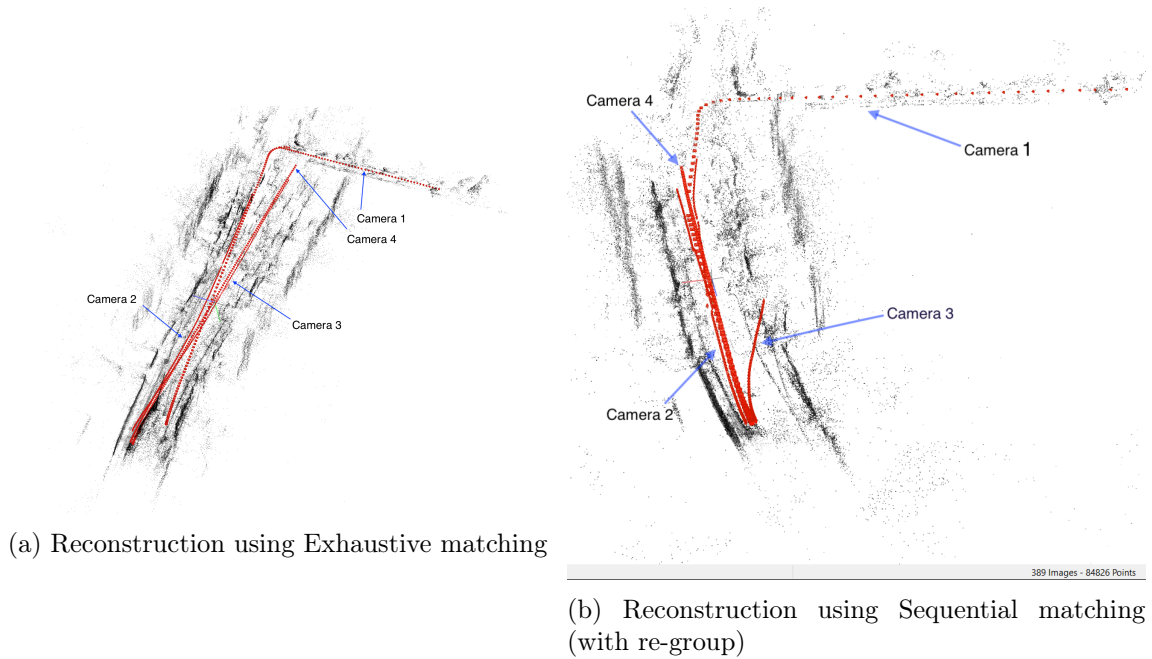 Camera 1
Camera 4
Camera 2
Camera 3
(a) Reconstruction using Exhaustive matching
Camera 4
Camera 1
Camera 3
Camera 2
389 Images - 84826 Points
(b) Reconstruction using Sequential matching
(with re-group)